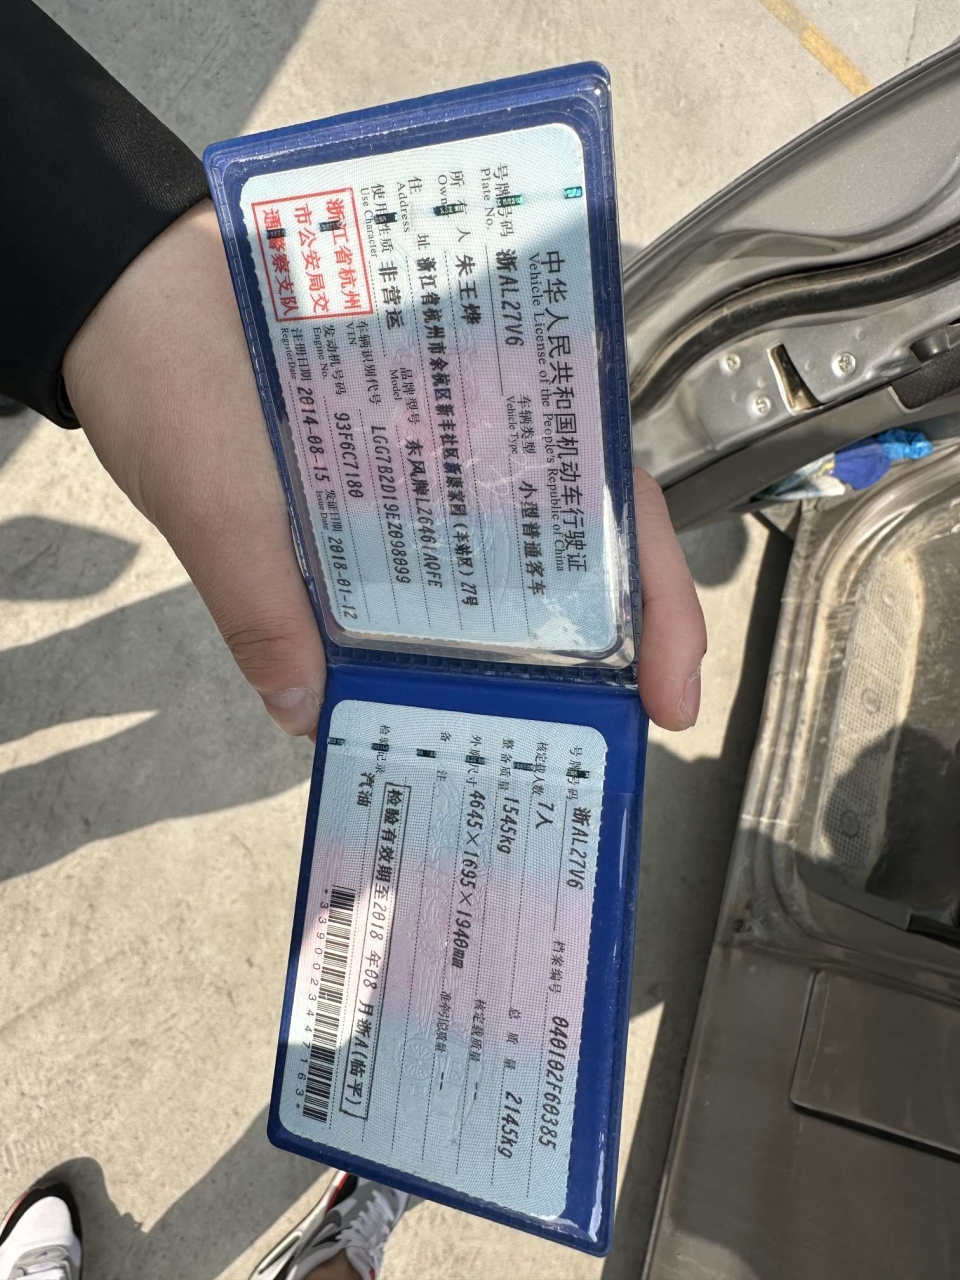 中华人民共和国机动车行驶证
Vehicle License of the People's Republic of China
号牌号码 浙AL27V6 车辆类型 小型普通客车
Plate No. Vehicle Type
所有人 朱王烨
Owner
住址 浙江省杭州市余杭区新丰社区新康家园(车站区)27号
Address
使用性质 非营运 品牌型号 东风牌LZ6461AQFE
Use Character Model
浙江省杭州
市公安局交
通警察支队
车辆识别代号 LGG7B2D19EZ098099
VIN
发动机号码 93F6C7180
Engine No.
注册日期 2014-08-15 发证日期 2018-01-12
Register Date Issue Date
号牌号码 浙AL27V6 档案编号 040102F60385
核定载人数 7人 总质量 2145kg
整备质量 1545kg 核定载质量 --
外廓尺寸 4645×1695×1940mm 准牵引总质量 --
备注
检验有效期至2018年08月浙A(临平)
检验记录 汽油
*3390023447163*